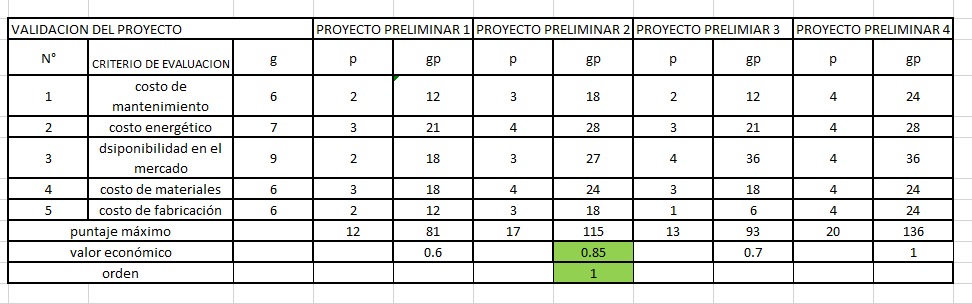 VALIDACION DEL PROYECTO PROYECTO PRELIMINAR 1 PROYECTO PRELIMINAR 2 PROYECTO PRELIMIAR 3 PROYECTO PRELIMINAR 4
N° CRITERIO DE EVALUACION g p gp p gp p gp p gp
1 costo de mantenimiento 6 2 12 3 18 2 12 4 24
2 costo energético 7 3 21 4 28 3 21 4 28
3 dsiponibilidad en el mercado 9 2 18 3 27 4 36 4 36
4 costo de materiales 6 3 18 4 24 3 18 4 24
5 costo de fabricación 6 2 12 3 18 1 6 4 24
puntaje máximo 12 81 17 115 13 93 20 136
valor económico 0.6 0.85 0.7 1
orden 1